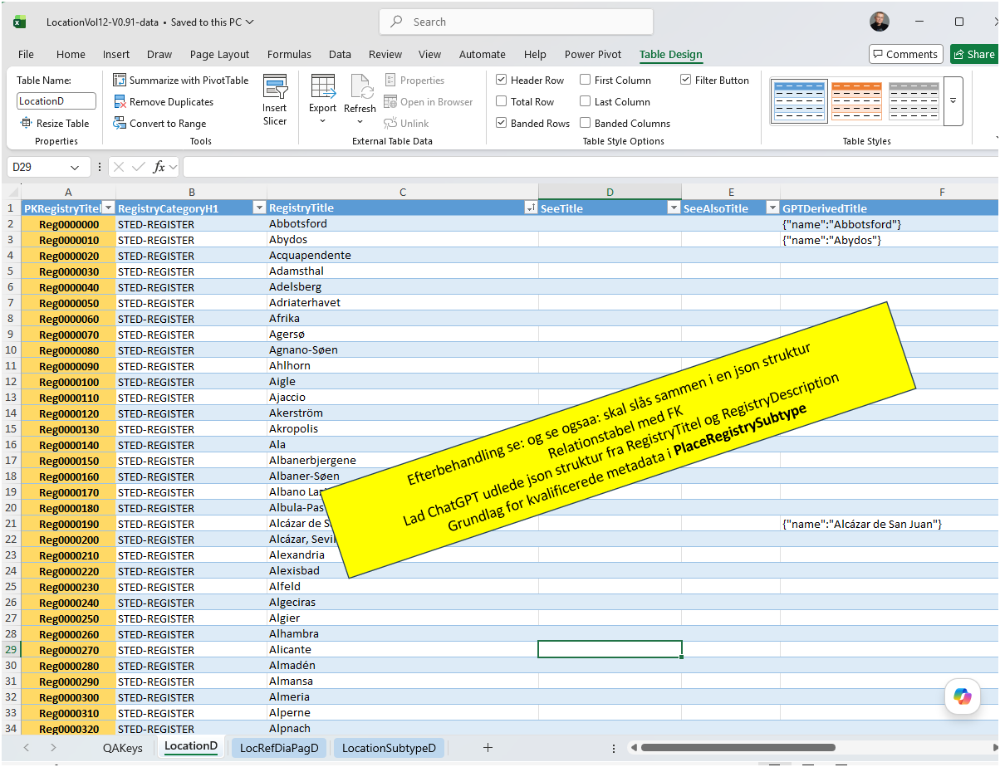 LocationVol12-V0.91-data • Saved to this PC
Search
File Home Insert Draw Page Layout Formulas Data Review View Automate Help Power Pivot Table Design Comments Share
Table Name:
LocationD
Resize Table
Properties
Summarize with PivotTable
Remove Duplicates
Convert to Range
Tools
Insert
Slicer
Export
Refresh
Properties
Open in Browser
Unlink
External Table Data
Header Row First Column Filter Button
Total Row Last Column
Banded Rows Banded Columns
Table Style Options
Table Styles
D29
fx
A B C D E F
1 PKRegistryTitel RegistryCategoryH1 RegistryTitle SeeTitle SeeAlsoTitle GPTDerivedTitle
2 Reg0000000 STED-REGISTER Abbotsford {"name":"Abbotsford"}
3 Reg0000010 STED-REGISTER Abydos {"name":"Abydos"}
4 Reg0000020 STED-REGISTER Acquapendente
5 Reg0000030 STED-REGISTER Adamsthal
6 Reg0000040 STED-REGISTER Adelsberg
7 Reg0000050 STED-REGISTER Adriaterhavet
8 Reg0000060 STED-REGISTER Afrika
9 Reg0000070 STED-REGISTER Agersø
10 Reg0000080 STED-REGISTER Agnano-Søen
11 Reg0000090 STED-REGISTER Ahlhorn
12 Reg0000100 STED-REGISTER Aigle
13 Reg0000110 STED-REGISTER Ajaccio
14 Reg0000120 STED-REGISTER Akerström
15 Reg0000130 STED-REGISTER Akropolis
16 Reg0000140 STED-REGISTER Ala
17 Reg0000150 STED-REGISTER Albanerbjergene
18 Reg0000160 STED-REGISTER Albaner-Søen
19 Reg0000170 STED-REGISTER Albano
20 Reg0000180 STED-REGISTER Albula-Pas
21 Reg0000190 STED-REGISTER Alcázar de {"name":"Alcázar de San Juan"}
22 Reg0000200 STED-REGISTER Alcázar,
23 Reg0000210 STED-REGISTER Alexandria
24 Reg0000220 STED-REGISTER Alexisbad
25 Reg0000230 STED-REGISTER Alfeld
26 Reg0000240 STED-REGISTER Algeciras
27 Reg0000250 STED-REGISTER Algier
28 Reg0000260 STED-REGISTER Alhambra
29 Reg0000270 STED-REGISTER Alicante
30 Reg0000280 STED-REGISTER Almadén
31 Reg0000290 STED-REGISTER Almansa
32 Reg0000300 STED-REGISTER Almeria
33 Reg0000310 STED-REGISTER Alperne
34 Reg0000320 STED-REGISTER Alpnach
Efterbehandling se: og se ogsaa: skal slås sammen i en json struktur
Relationstabel med FK
Lad ChatGPT udlede json struktur fra RegistryTitel og RegistryDescription
Grundlag for kvalificerede metadata i PlaceRegistrySubtype
QAKeys LocationD LocRefDiaPagD LocationSubtypeD